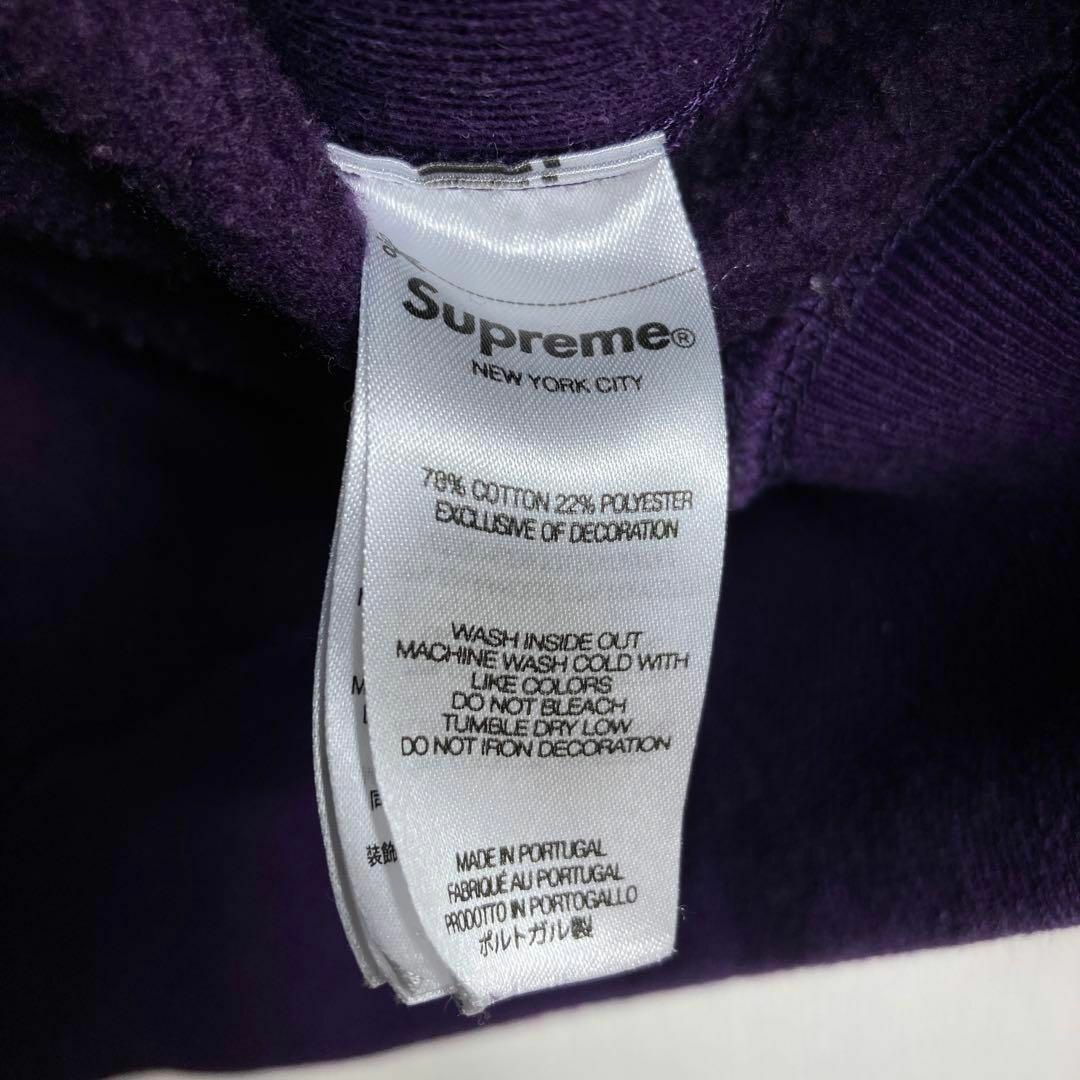 Supreme®
NEW YORK CITY
78% COTTON 22% POLYESTER
EXCLUSIVE OF DECORATION
WASH INSIDE OUT
MACHINE WASH COLD WITH
LIKE COLORS
DO NOT BLEACH
TUMBLE DRY LOW
DO NOT IRON DECORATION
MADE IN PORTUGAL
FABRIQUÉ AU PORTUGAL
PRODOTTO IN PORTOGALLO
ポルトガル製
装飾